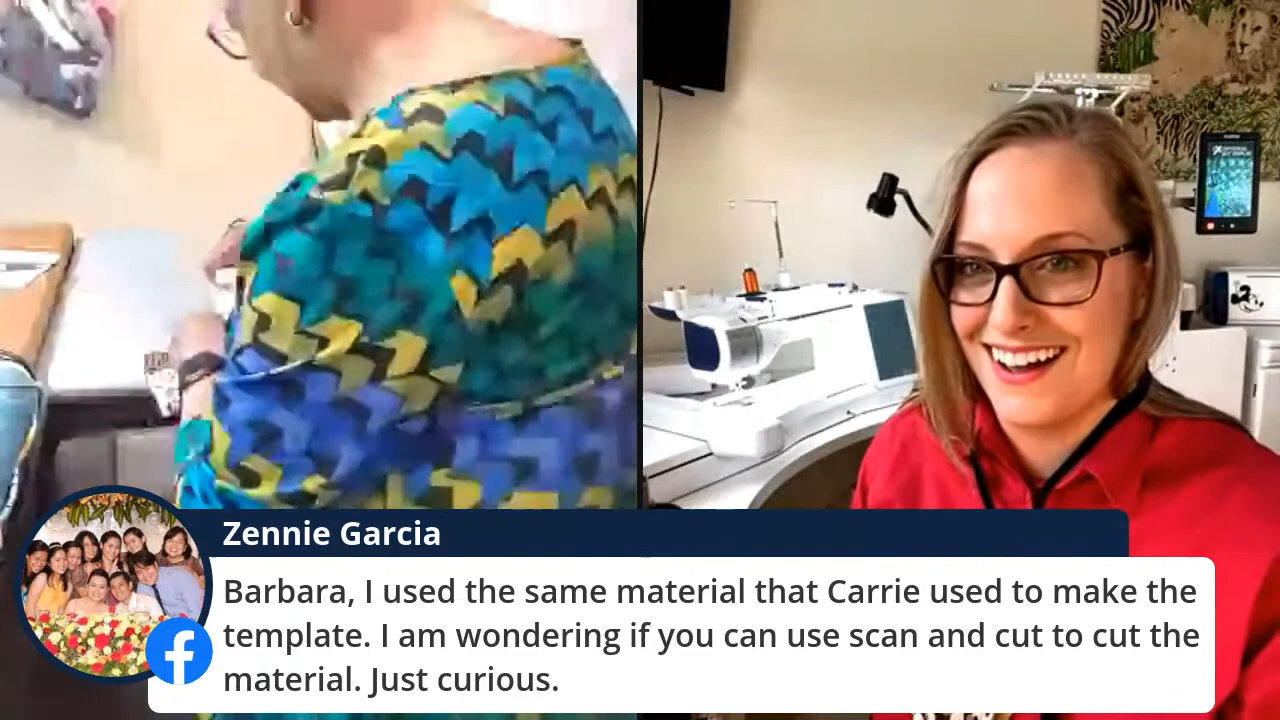 Zennie Garcia
Barbara, I used the same material that Carrie used to make the
template. I am wondering if you can use scan and cut to cut the
material. Just curious.